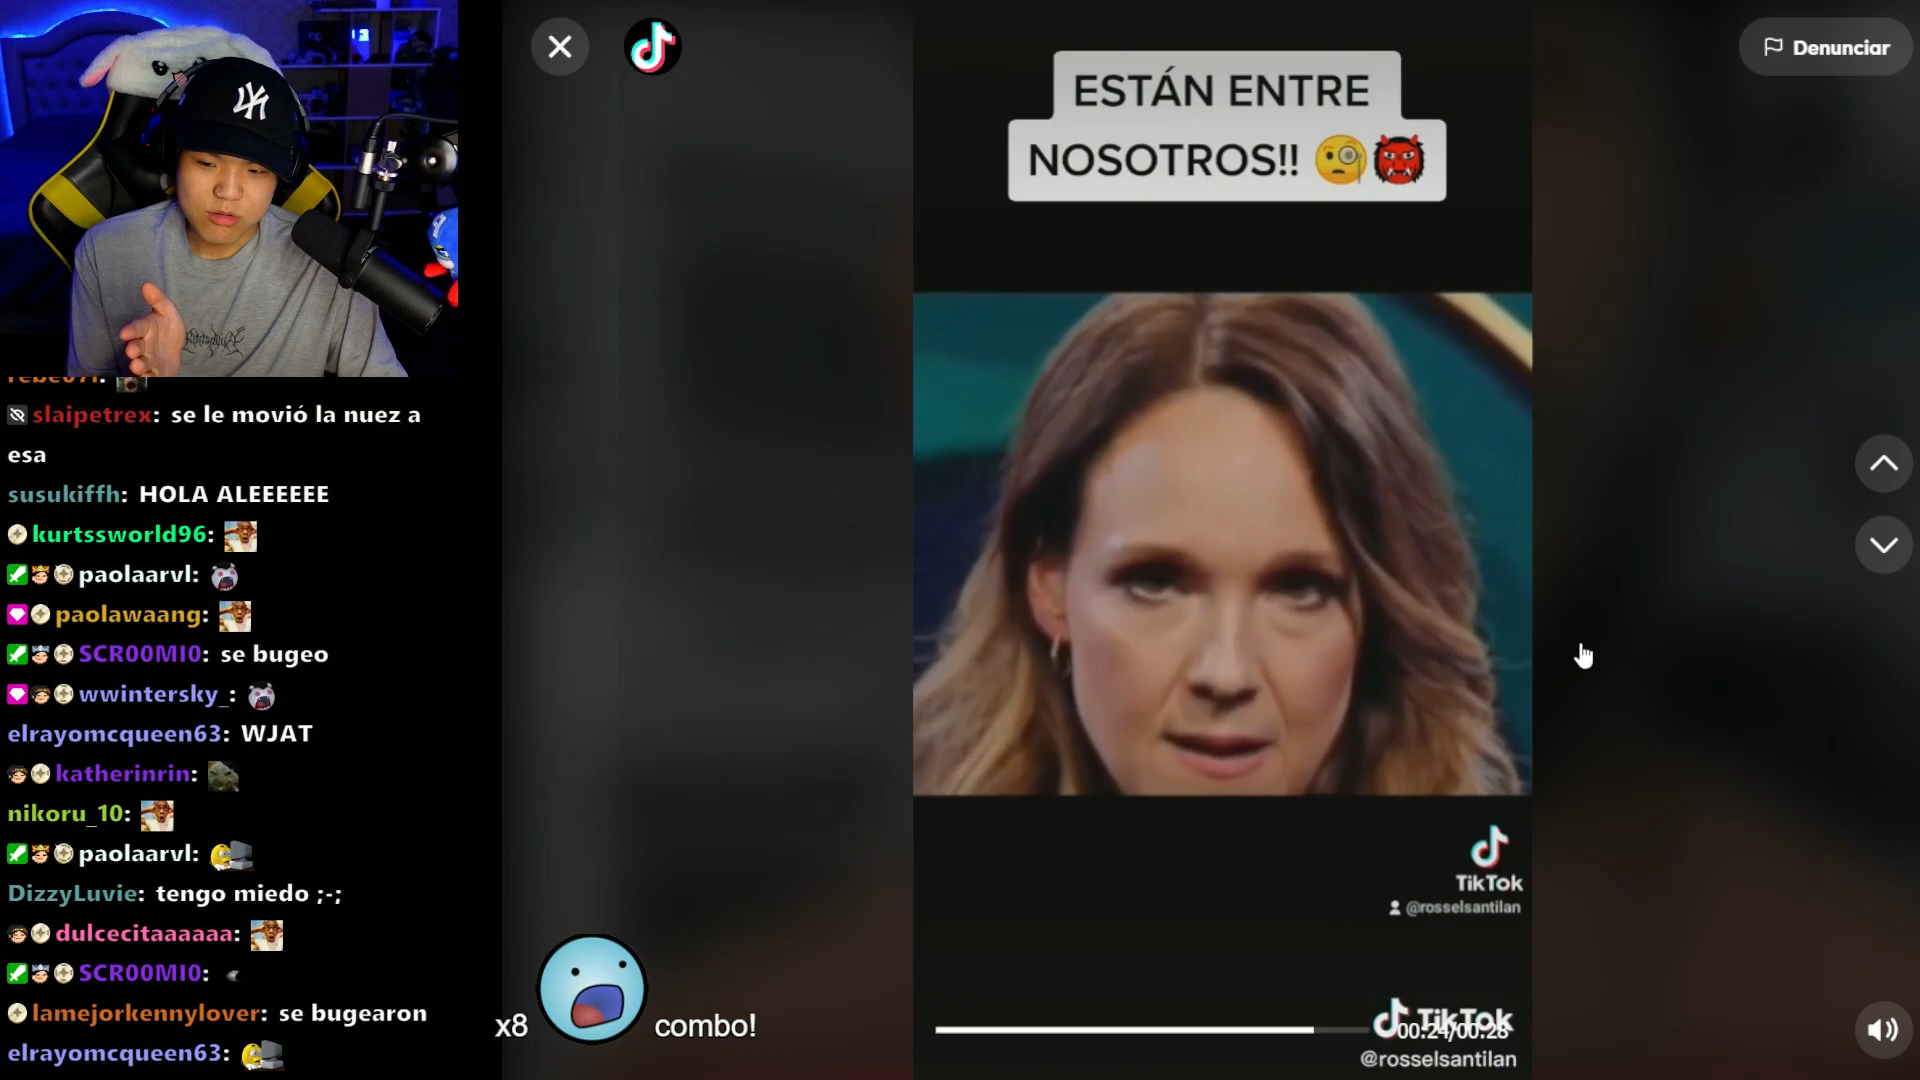 Denunciar
ESTÁN ENTRE
NOSOTROS!!
slaipetrex: se le movió la nuez a
esa
susukiffh: HOLA ALEEEEEE
kurtssworld96:
paolaarvl:
paolawaang:
SCR00MI0: se bugeo
wwintersky_:
elrayomcqueen63: WJAT
katherinrin:
nikoru_10:
paolaarvl:
DizzyLuvie: tengo miedo ;-;
dulcecitaaaaaa:
SCR00MI0:
lamejorkennylover: se bugearon
elrayomcqueen63:
x8 combo!
TikTok
@rosselsantilan
TikTok
00:24/00:28
@rosselsantilan